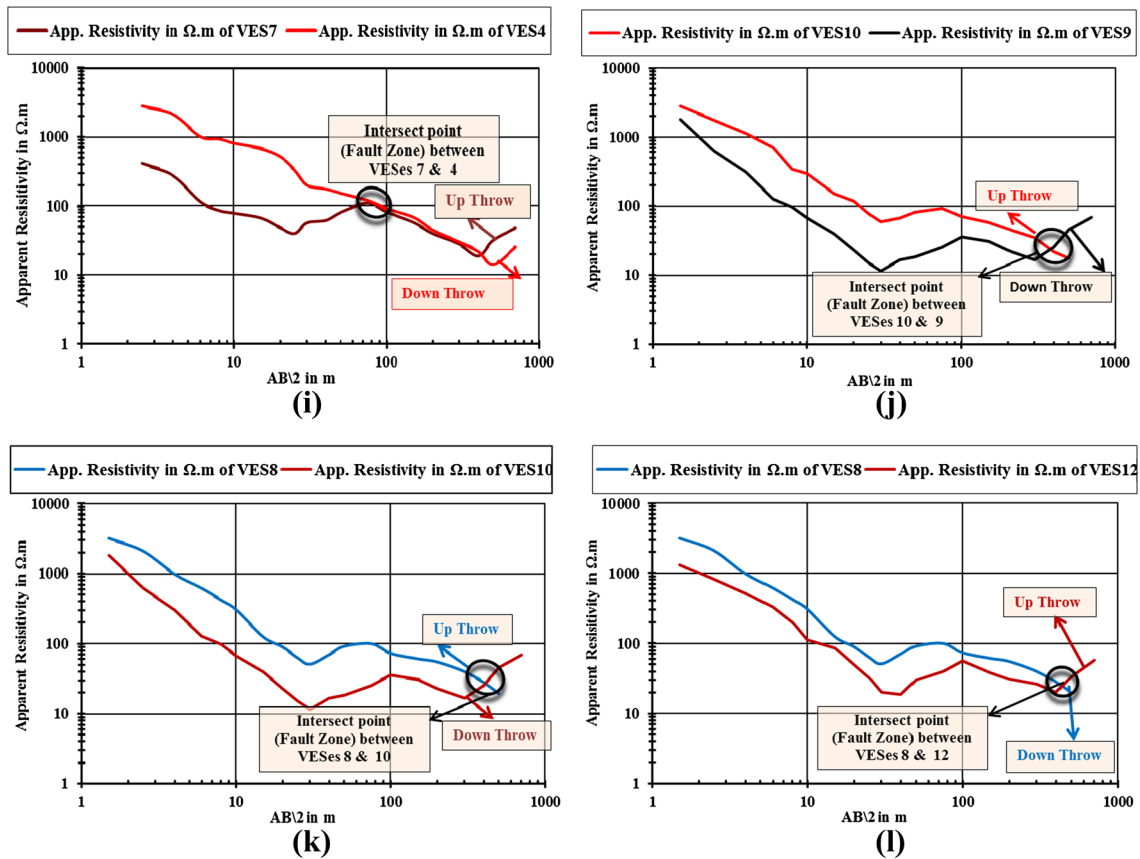 App. Resistivity in Ω.m of VES7 App. Resistivity in Ω.m of VES4
Apparent Resisitivity in Ω.m
10000
1000
100
10
1
Intersect point
(Fault Zone) between
VESes 7 & 4
Up Throw
Down Throw
1 10 100 1000
AB\2 in m
(i)
App. Resistivity in Ω.m of VES10 App. Resistivity in Ω.m of VES9
Apparent Resisitivity in Ω.m
10000
1000
100
10
1
Up Throw
Intersect point
(Fault Zone) between
VESes 10 & 9
Down Throw
1 10 100 1000
AB\2 in m
(j)
App. Resistivity in Ω.m of VES8 App. Resistivity in Ω.m of VES10
Apparent Resisitivity in Ω.m
10000
1000
100
10
1
Up Throw
Intersect point
(Fault Zone) between
VESes 8 & 10
Down Throw
1 10 100 1000
AB\2 in m
(k)
App. Resistivity in Ω.m of VES8 App. Resistivity in Ω.m of VES12
Apparent Resisitivity in Ω.m
10000
1000
100
10
1
Up Throw
Intersect point
(Fault Zone) between
VESes 8 & 12
Down Throw
1 10 100 1000
AB\2 in m
(l)